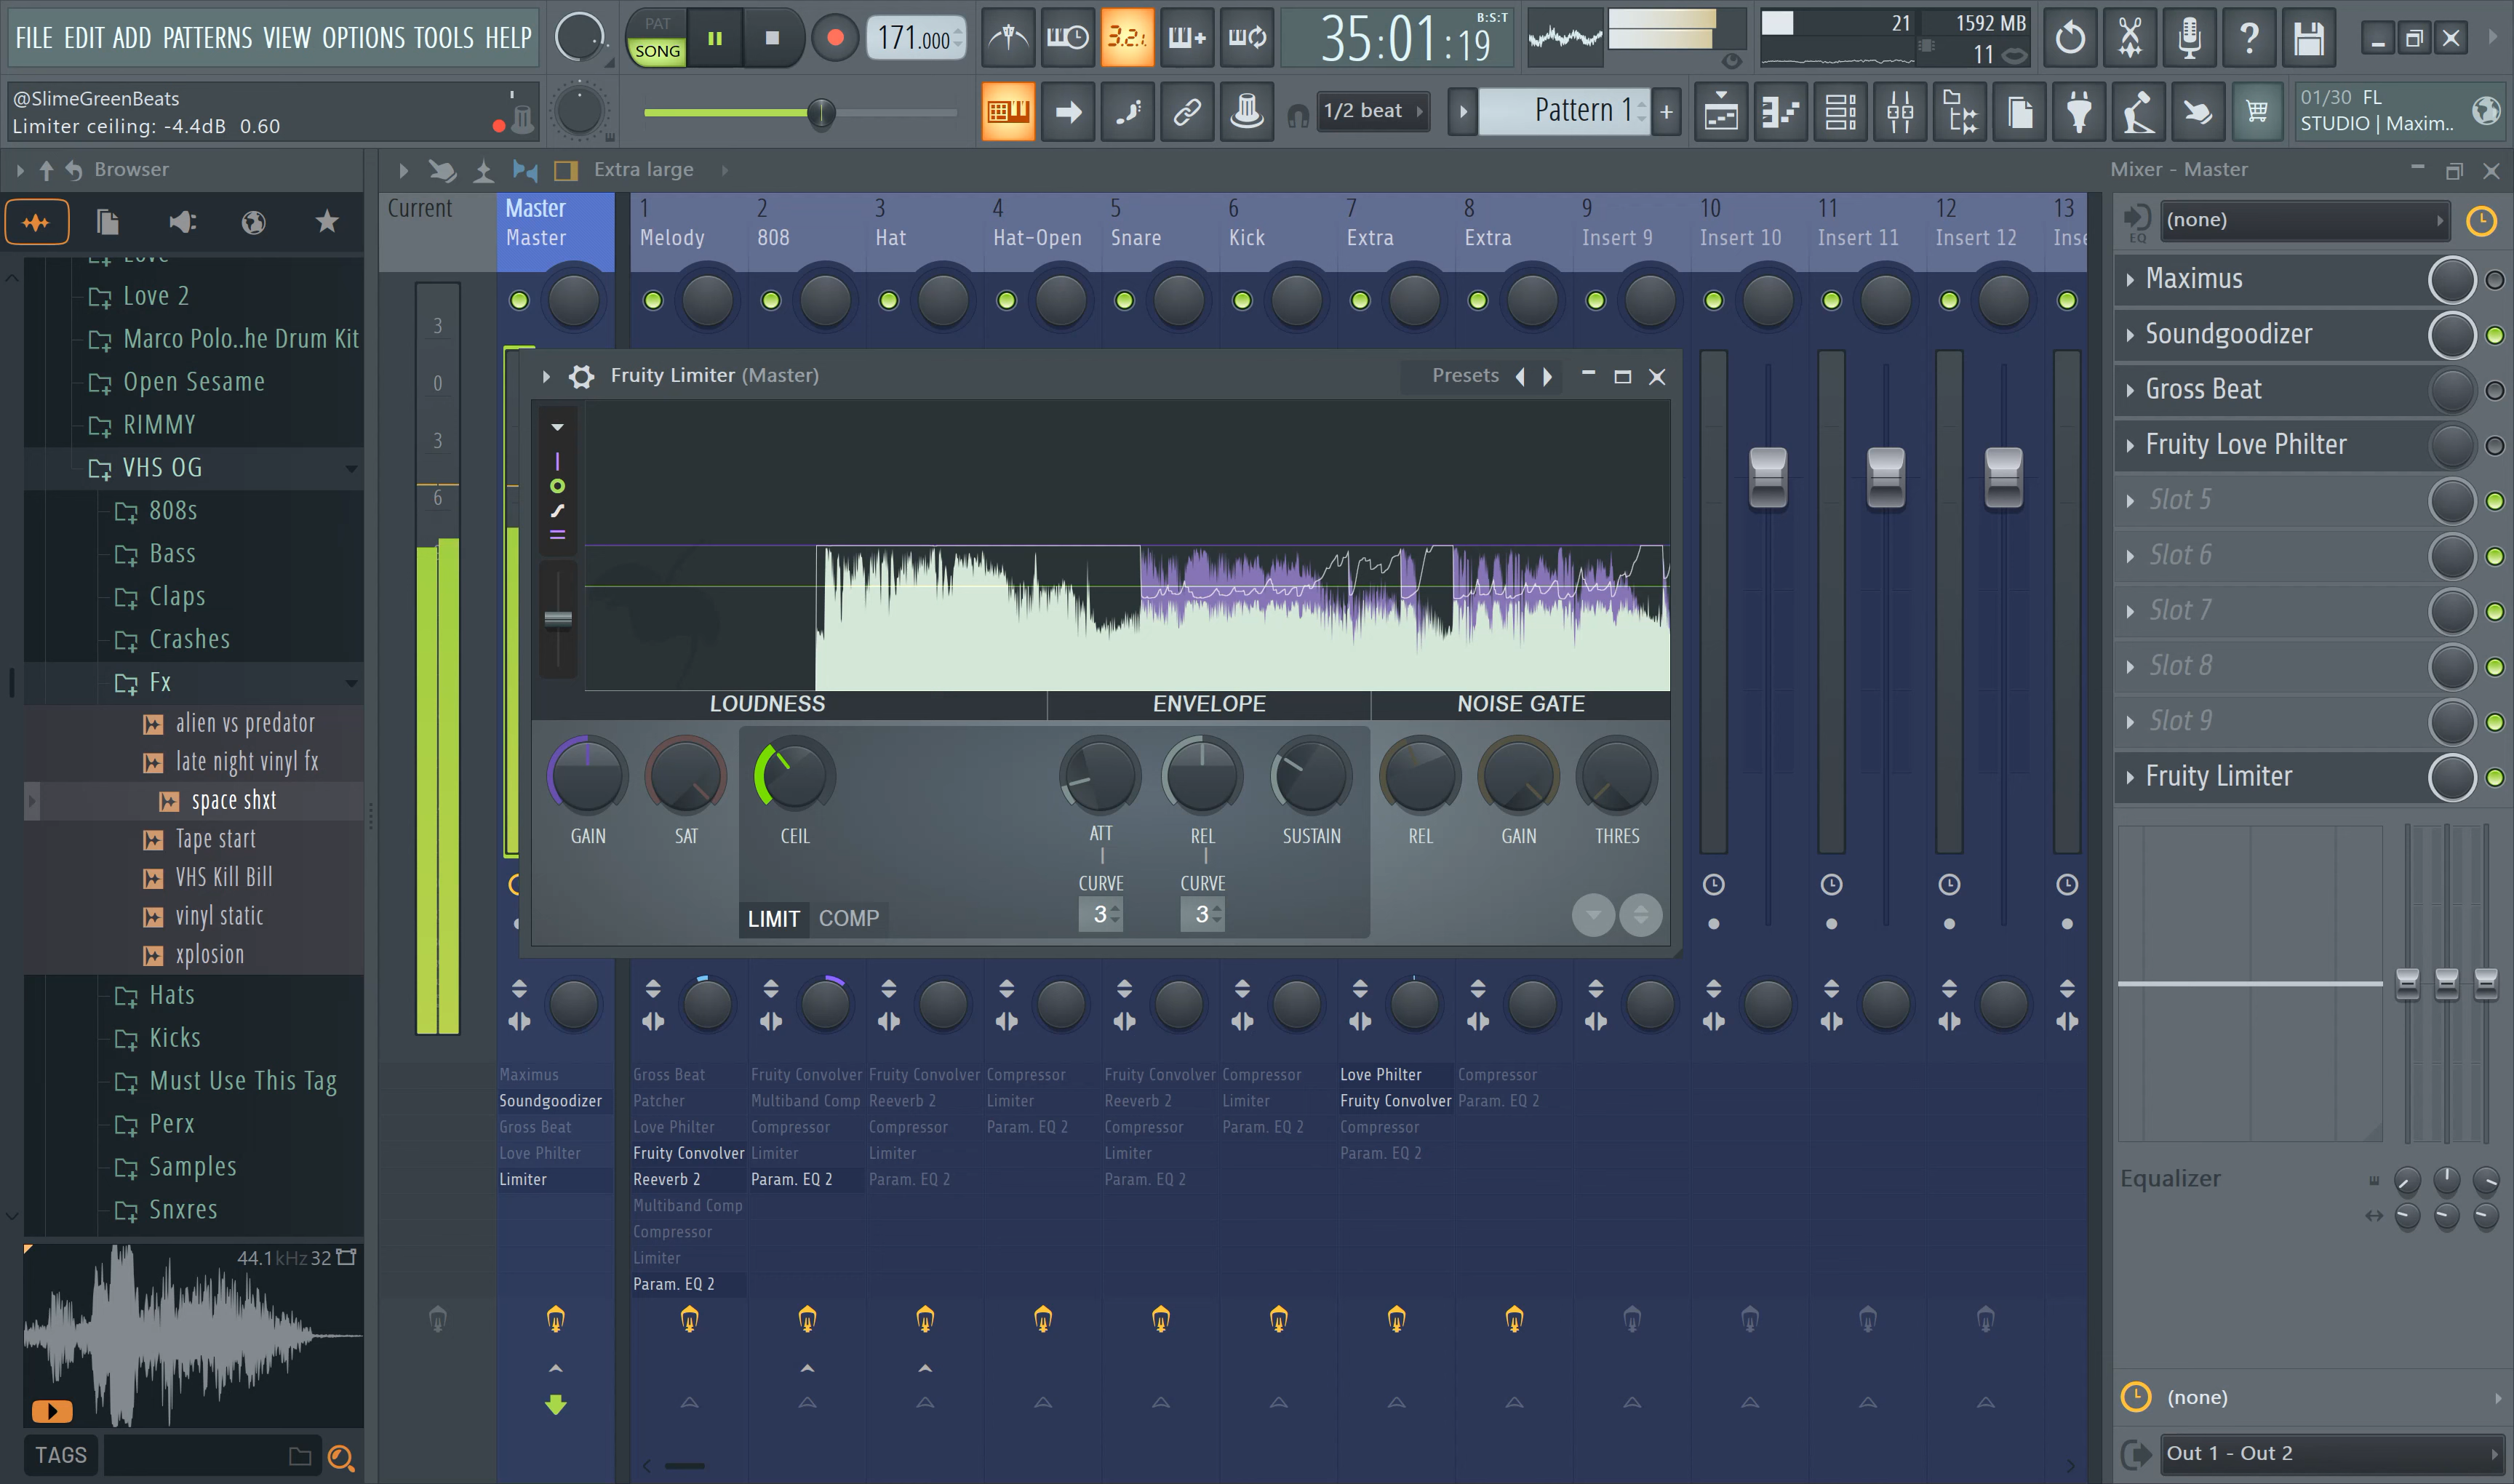 FILE EDIT ADD PATTERNS VIEW OPTIONS TOOLS HELP
PAT
SONG
171.000
3.2.1
35:01:19
B:S:T
21
1592 MB
11
@SlimeGreenBeats
Limiter ceiling: -4.4dB 0.60
1/2 beat
Pattern 1
01/30 FL
STUDIO | Maxim..
Browser
Extra large
Mixer - Master
Love
Love 2
Marco Polo..he Drum Kit
Open Sesame
RIMMY
VHS OG
808s
Bass
Claps
Crashes
Fx
alien vs predator
late night vinyl fx
space shxt
Tape start
VHS Kill Bill
vinyl static
xplosion
Hats
Kicks
Must Use This Tag
Perx
Samples
Snxres
44.1kHz 32
TAGS
Current
3
0
3
6
Master 1 2 3 4 5 6 7 8 9 10 11 12 13
Master Melody 808 Hat Hat-Open Snare Kick Extra Extra Insert 9 Insert 10 Insert 11 Insert 12 Inse
Fruity Limiter (Master)
Presets
LOUDNESS ENVELOPE NOISE GATE
GAIN SAT CEIL ATT REL SUSTAIN REL GAIN THRES
CURVE CURVE
3 3
LIMIT COMP
Maximus Gross Beat Fruity Convolver Fruity Convolver Compressor Fruity Convolver Compressor Love Philter Compressor
Soundgoodizer Patcher Multiband Comp Reeverb 2 Limiter Reeverb 2 Limiter Fruity Convolver Param. EQ 2
Gross Beat Love Philter Compressor Compressor Param. EQ 2 Compressor Param. EQ 2 Compressor
Love Philter Fruity Convolver Limiter Limiter Limiter Param. EQ 2
Limiter Reeverb 2 Param. EQ 2 Param. EQ 2 Param. EQ 2
Multiband Comp
Compressor
Limiter
Param. EQ 2
EQ
(none)
Maximus
Soundgoodizer
Gross Beat
Fruity Love Philter
Slot 5
Slot 6
Slot 7
Slot 8
Slot 9
Fruity Limiter
Equalizer
(none)
Out 1 - Out 2